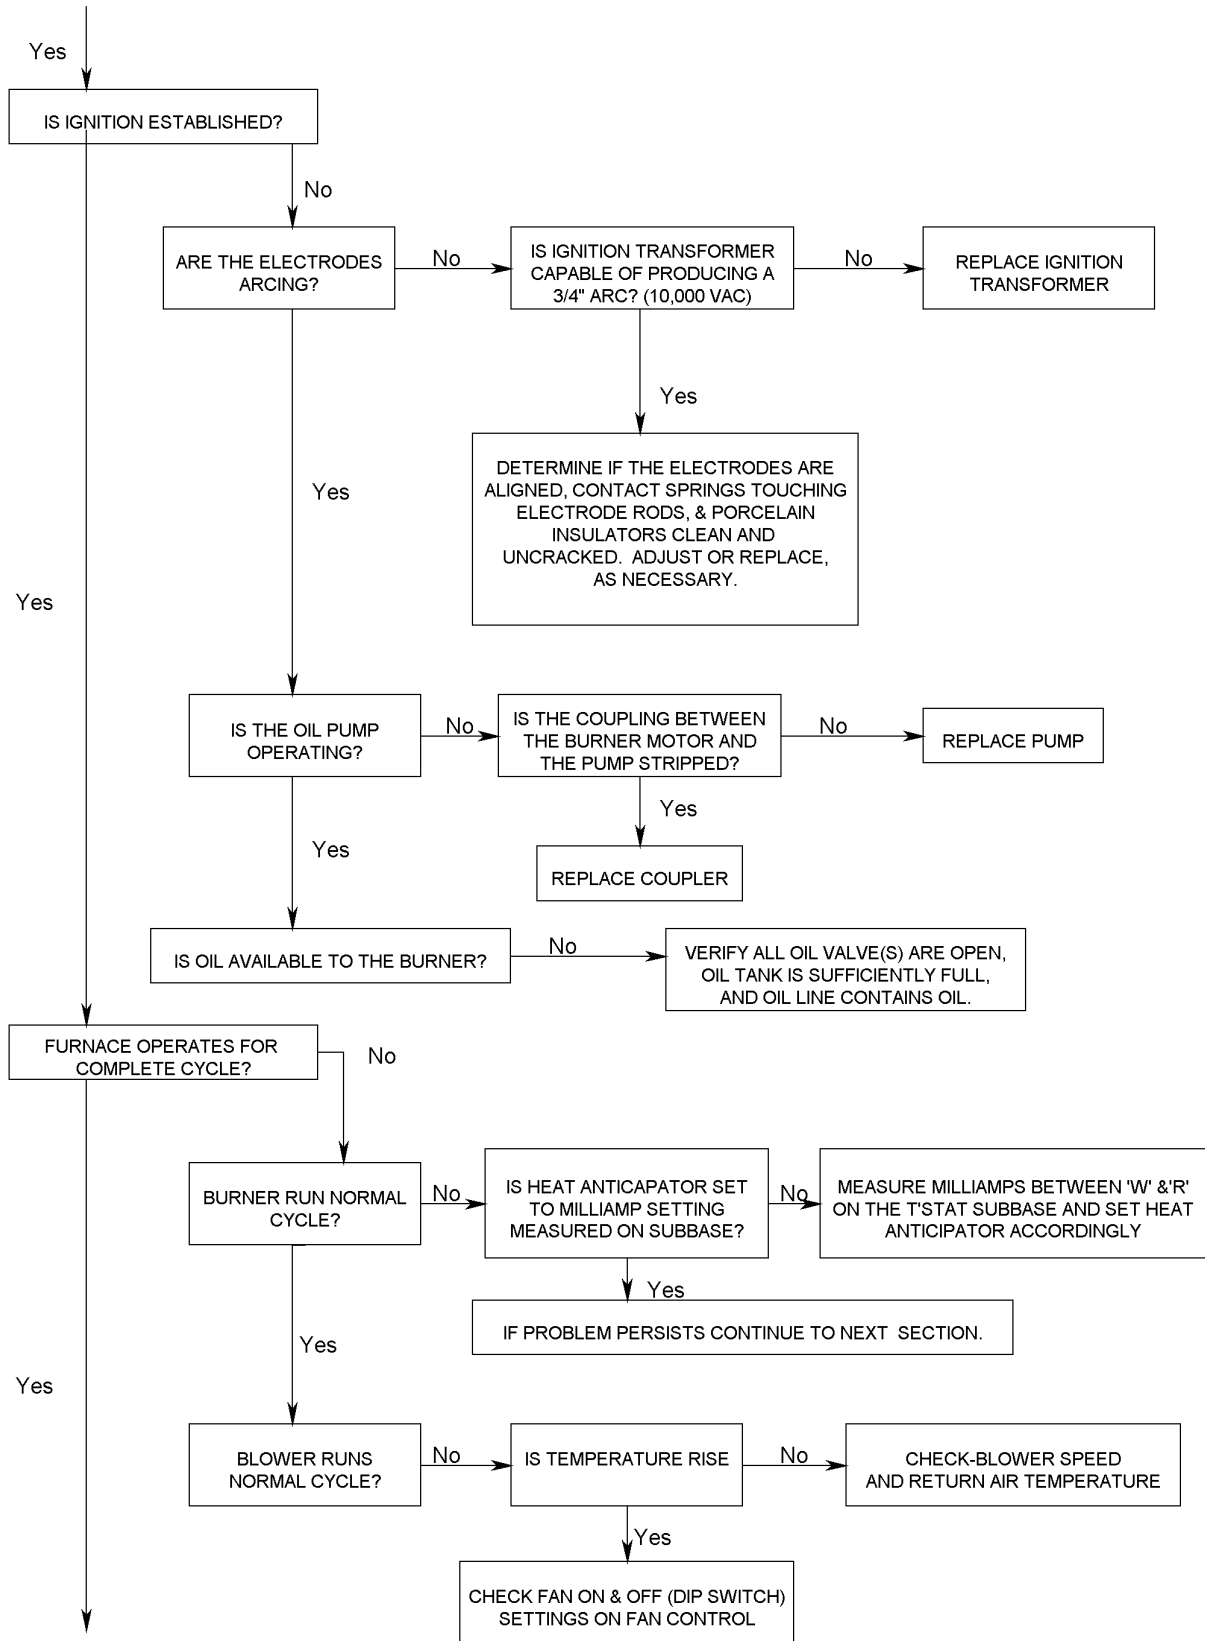 Yes
IS IGNITION ESTABLISHED?
No
ARE THE ELECTRODES
ARCING?
No
IS IGNITION TRANSFORMER
CAPABLE OF PRODUCING A
3/4" ARC? (10,000 VAC)
No
REPLACE IGNITION
TRANSFORMER
Yes
DETERMINE IF THE ELECTRODES ARE
ALIGNED, CONTACT SPRINGS TOUCHING
ELECTRODE RODS, & PORCELAIN
INSULATORS CLEAN AND
UNCRACKED. ADJUST OR REPLACE,
AS NECESSARY.
Yes
Yes
IS THE OIL PUMP
OPERATING?
No
IS THE COUPLING BETWEEN
THE BURNER MOTOR AND
THE PUMP STRIPPED?
No
REPLACE PUMP
Yes
REPLACE COUPLER
Yes
IS OIL AVAILABLE TO THE BURNER?
No
VERIFY ALL OIL VALVE(S) ARE OPEN,
OIL TANK IS SUFFICIENTLY FULL,
AND OIL LINE CONTAINS OIL.
FURNACE OPERATES FOR
COMPLETE CYCLE?
No
BURNER RUN NORMAL
CYCLE?
No
IS HEAT ANTICAPATOR SET
TO MILLIAMP SETTING
MEASURED ON SUBBASE?
No
MEASURE MILLIAMPS BETWEEN 'W' &'R'
ON THE T'STAT SUBBASE AND SET HEAT
ANTICIPATOR ACCORDINGLY
Yes
IF PROBLEM PERSISTS CONTINUE TO NEXT SECTION.
Yes
Yes
BLOWER RUNS
NORMAL CYCLE?
No
IS TEMPERATURE RISE
No
CHECK-BLOWER SPEED
AND RETURN AIR TEMPERATURE
Yes
CHECK FAN ON & OFF (DIP SWITCH)
SETTINGS ON FAN CONTROL